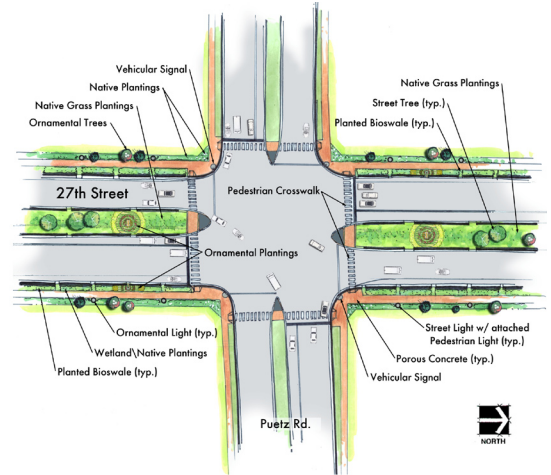 Vehicular Signal
Native Plantings
Native Grass Plantings
Ornamental Trees
Native Grass Plantings
Street Tree (typ.)
Planted Bioswale (typ.)
27th Street
Pedestrian Crosswalk
Ornamental Plantings
Ornamental Light (typ.)
Wetland\Native Plantings
Planted Bioswale (typ.)
Street Light w/ attached
Pedestrian Light (typ.)
Porous Concrete (typ.)
Vehicular Signal
Puetz Rd.
NORTH